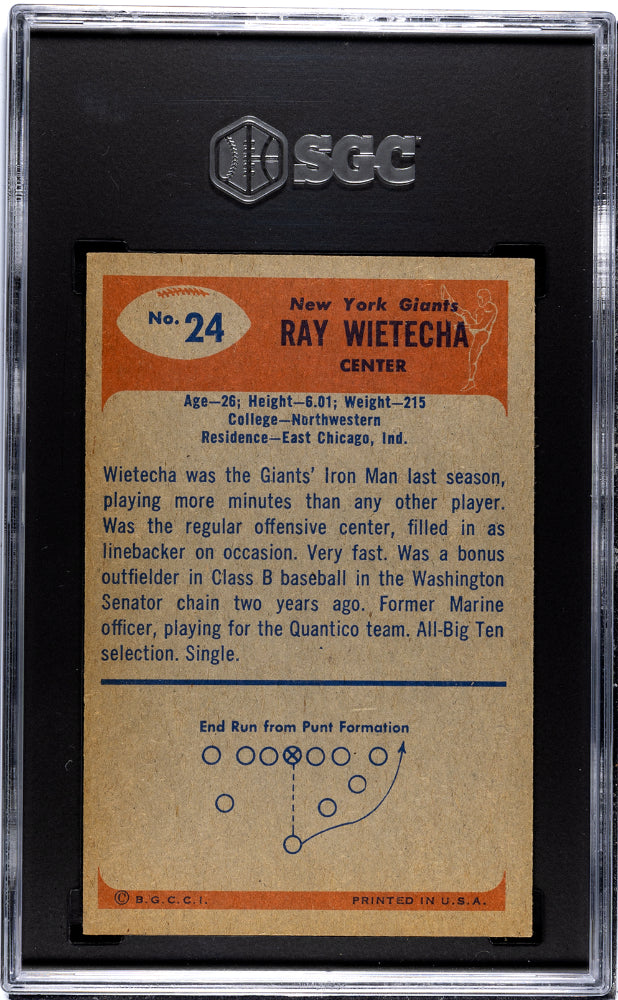 SGC
No. 24
New York Giants
RAY WIETECHA
CENTER
Age—26; Height—6.01; Weight—215
College—Northwestern
Residence—East Chicago, Ind.
Wietecha was the Giants' Iron Man last season,
playing more minutes than any other player.
Was the regular offensive center, filled in as
linebacker on occasion. Very fast. Was a bonus
outfielder in Class B baseball in the Washington
Senator chain two years ago. Former Marine
officer, playing for the Quantico team. All-Big Ten
selection. Single.
End Run from Punt Formation
© B.G.C.C.I.
PRINTED IN U.S.A.